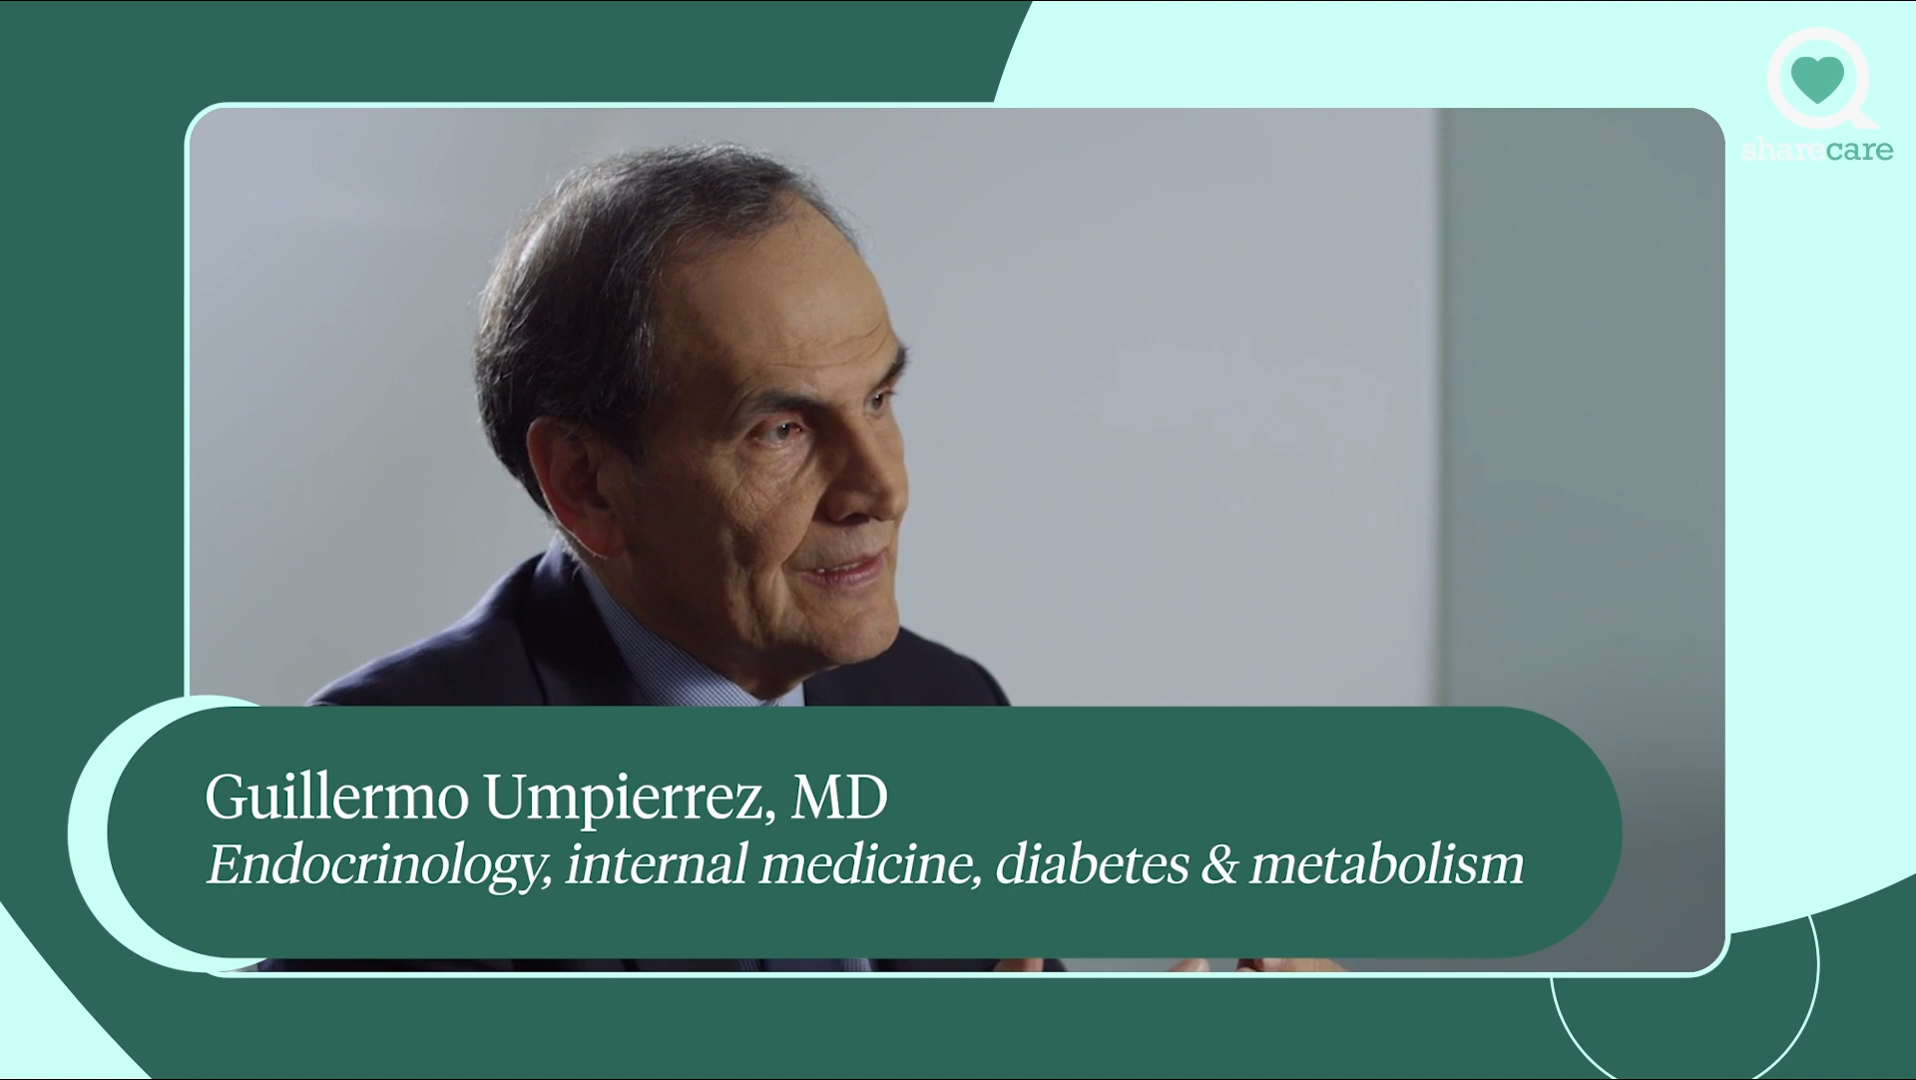 sharecare
Guillermo Umpierrez, MD
Endocrinology, internal medicine, diabetes & metabolism